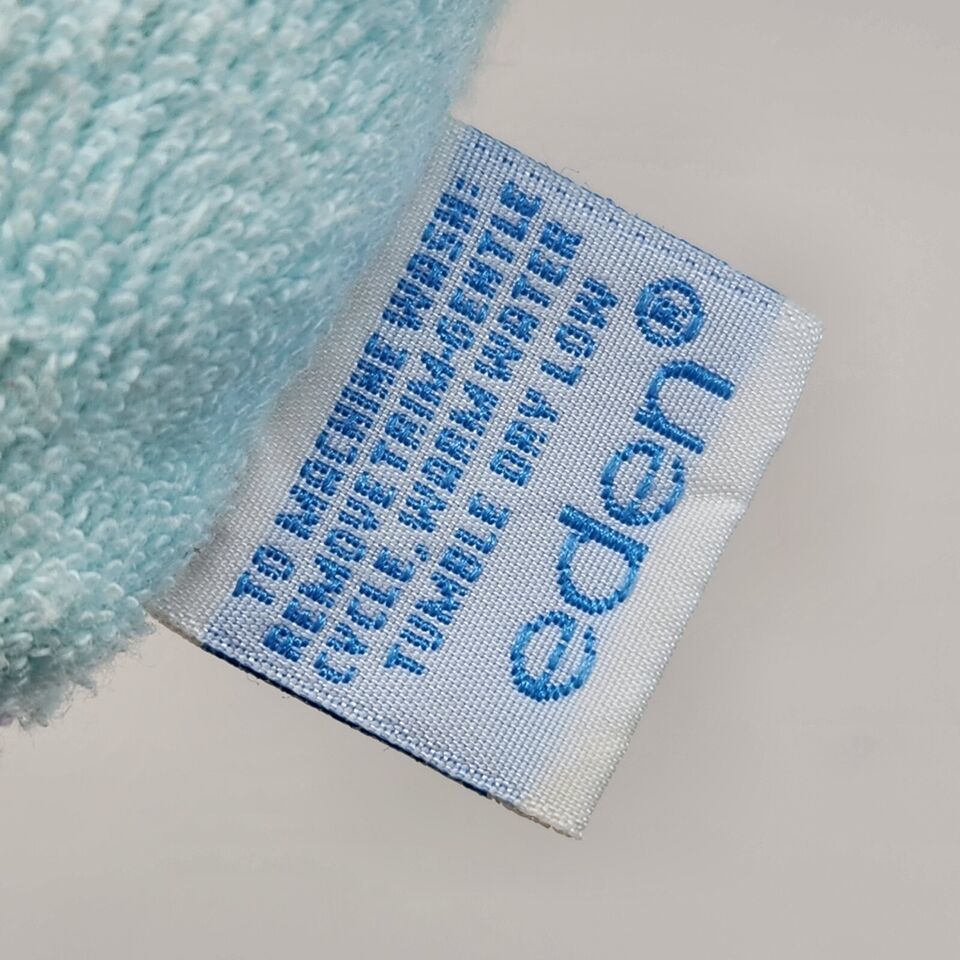 TO MACHINE WASH:
REMOVE TRIM.GENTLE
CYCLE, WARM WATER
TUMBLE DRY LOW
eden®